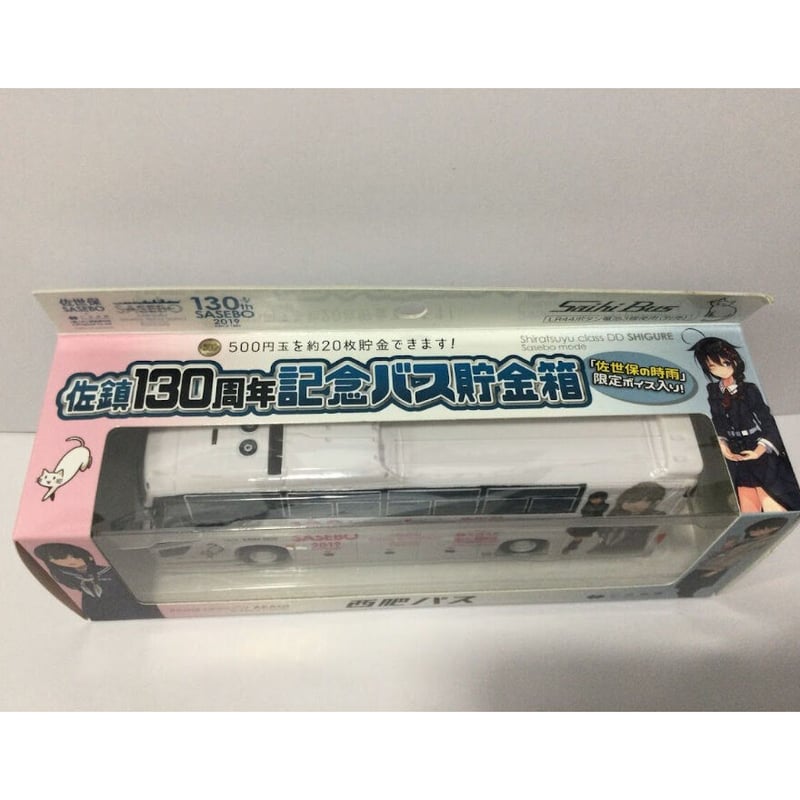 佐世保
SASEBO
SASEBO
130th
SASEBO
2019
Saihi Bus
500円玉を約20枚貯金できます!
Shiratsuyu class DD SHIGURE
Sasebo mode
佐鎮130周年記念バス貯金箱
「佐世保の時雨」
限定ボイス入り!
SASEBO
2019
西肥バス